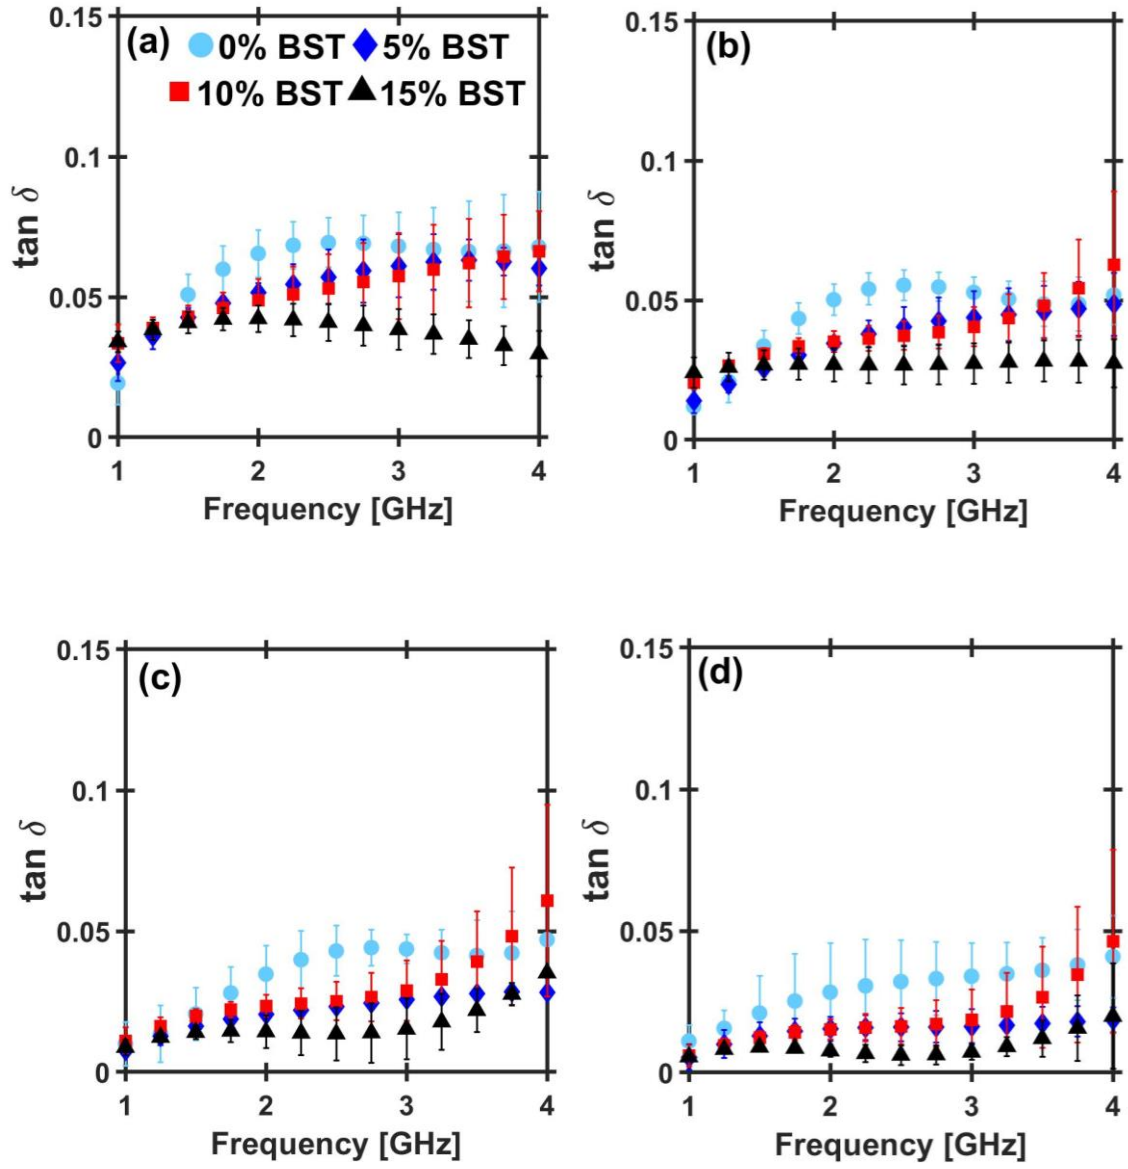 (a)
0% BST 5% BST
10% BST 15% BST
0.15
0.1
0.05
0
tan δ
1 2 3 4
Frequency [GHz]
(b)
0.15
0.1
0.05
0
tan δ
1 2 3 4
Frequency [GHz]
(c)
0.15
0.1
0.05
0
tan δ
1 2 3 4
Frequency [GHz]
(d)
0.15
0.1
0.05
0
tan δ
1 2 3 4
Frequency [GHz]